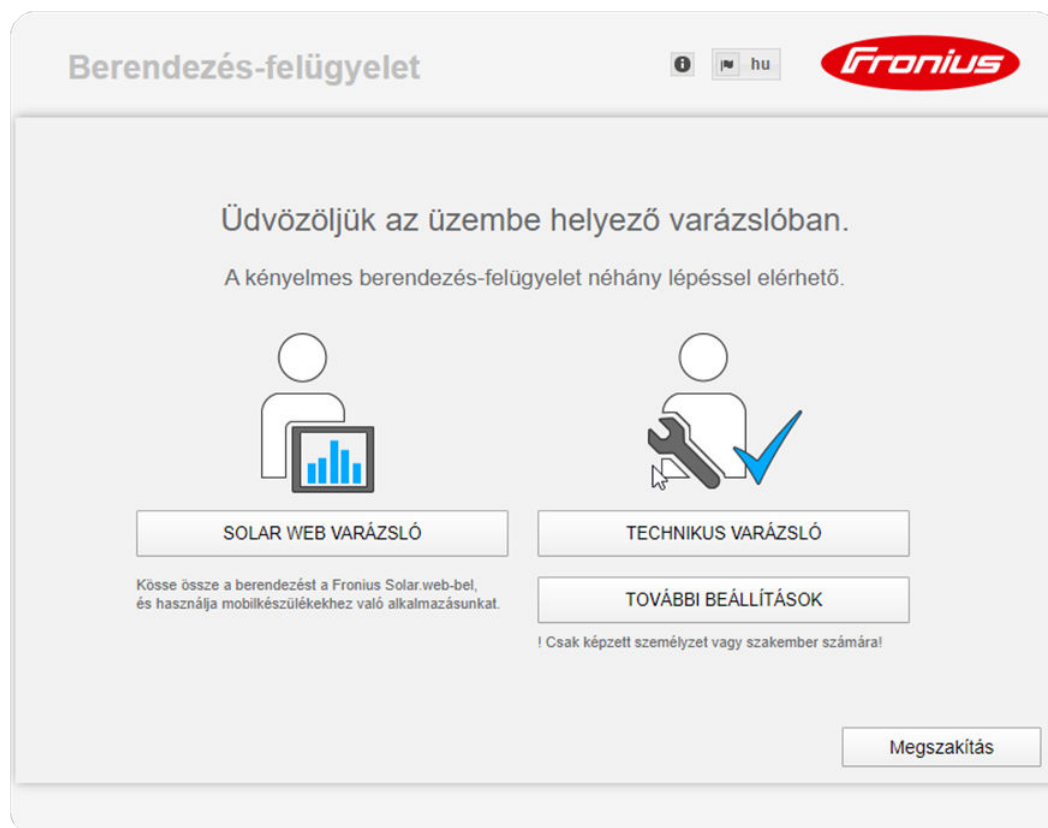 Berendezés-felügyelet
hu
Fronius
Üdvözöljük az üzembe helyező varázslóban.
A kényelmes berendezés-felügyelet néhány lépéssel elérhető.
SOLAR WEB VARÁZSLÓ
Kösse össze a berendezést a Fronius Solar.web-bel,
és használja mobilkészülékekhez való alkalmazásunkat.
TECHNIKUS VARÁZSLÓ
TOVÁBBI BEÁLLÍTÁSOK
! Csak képzett személyzet vagy szakember számára!
Megszakítás